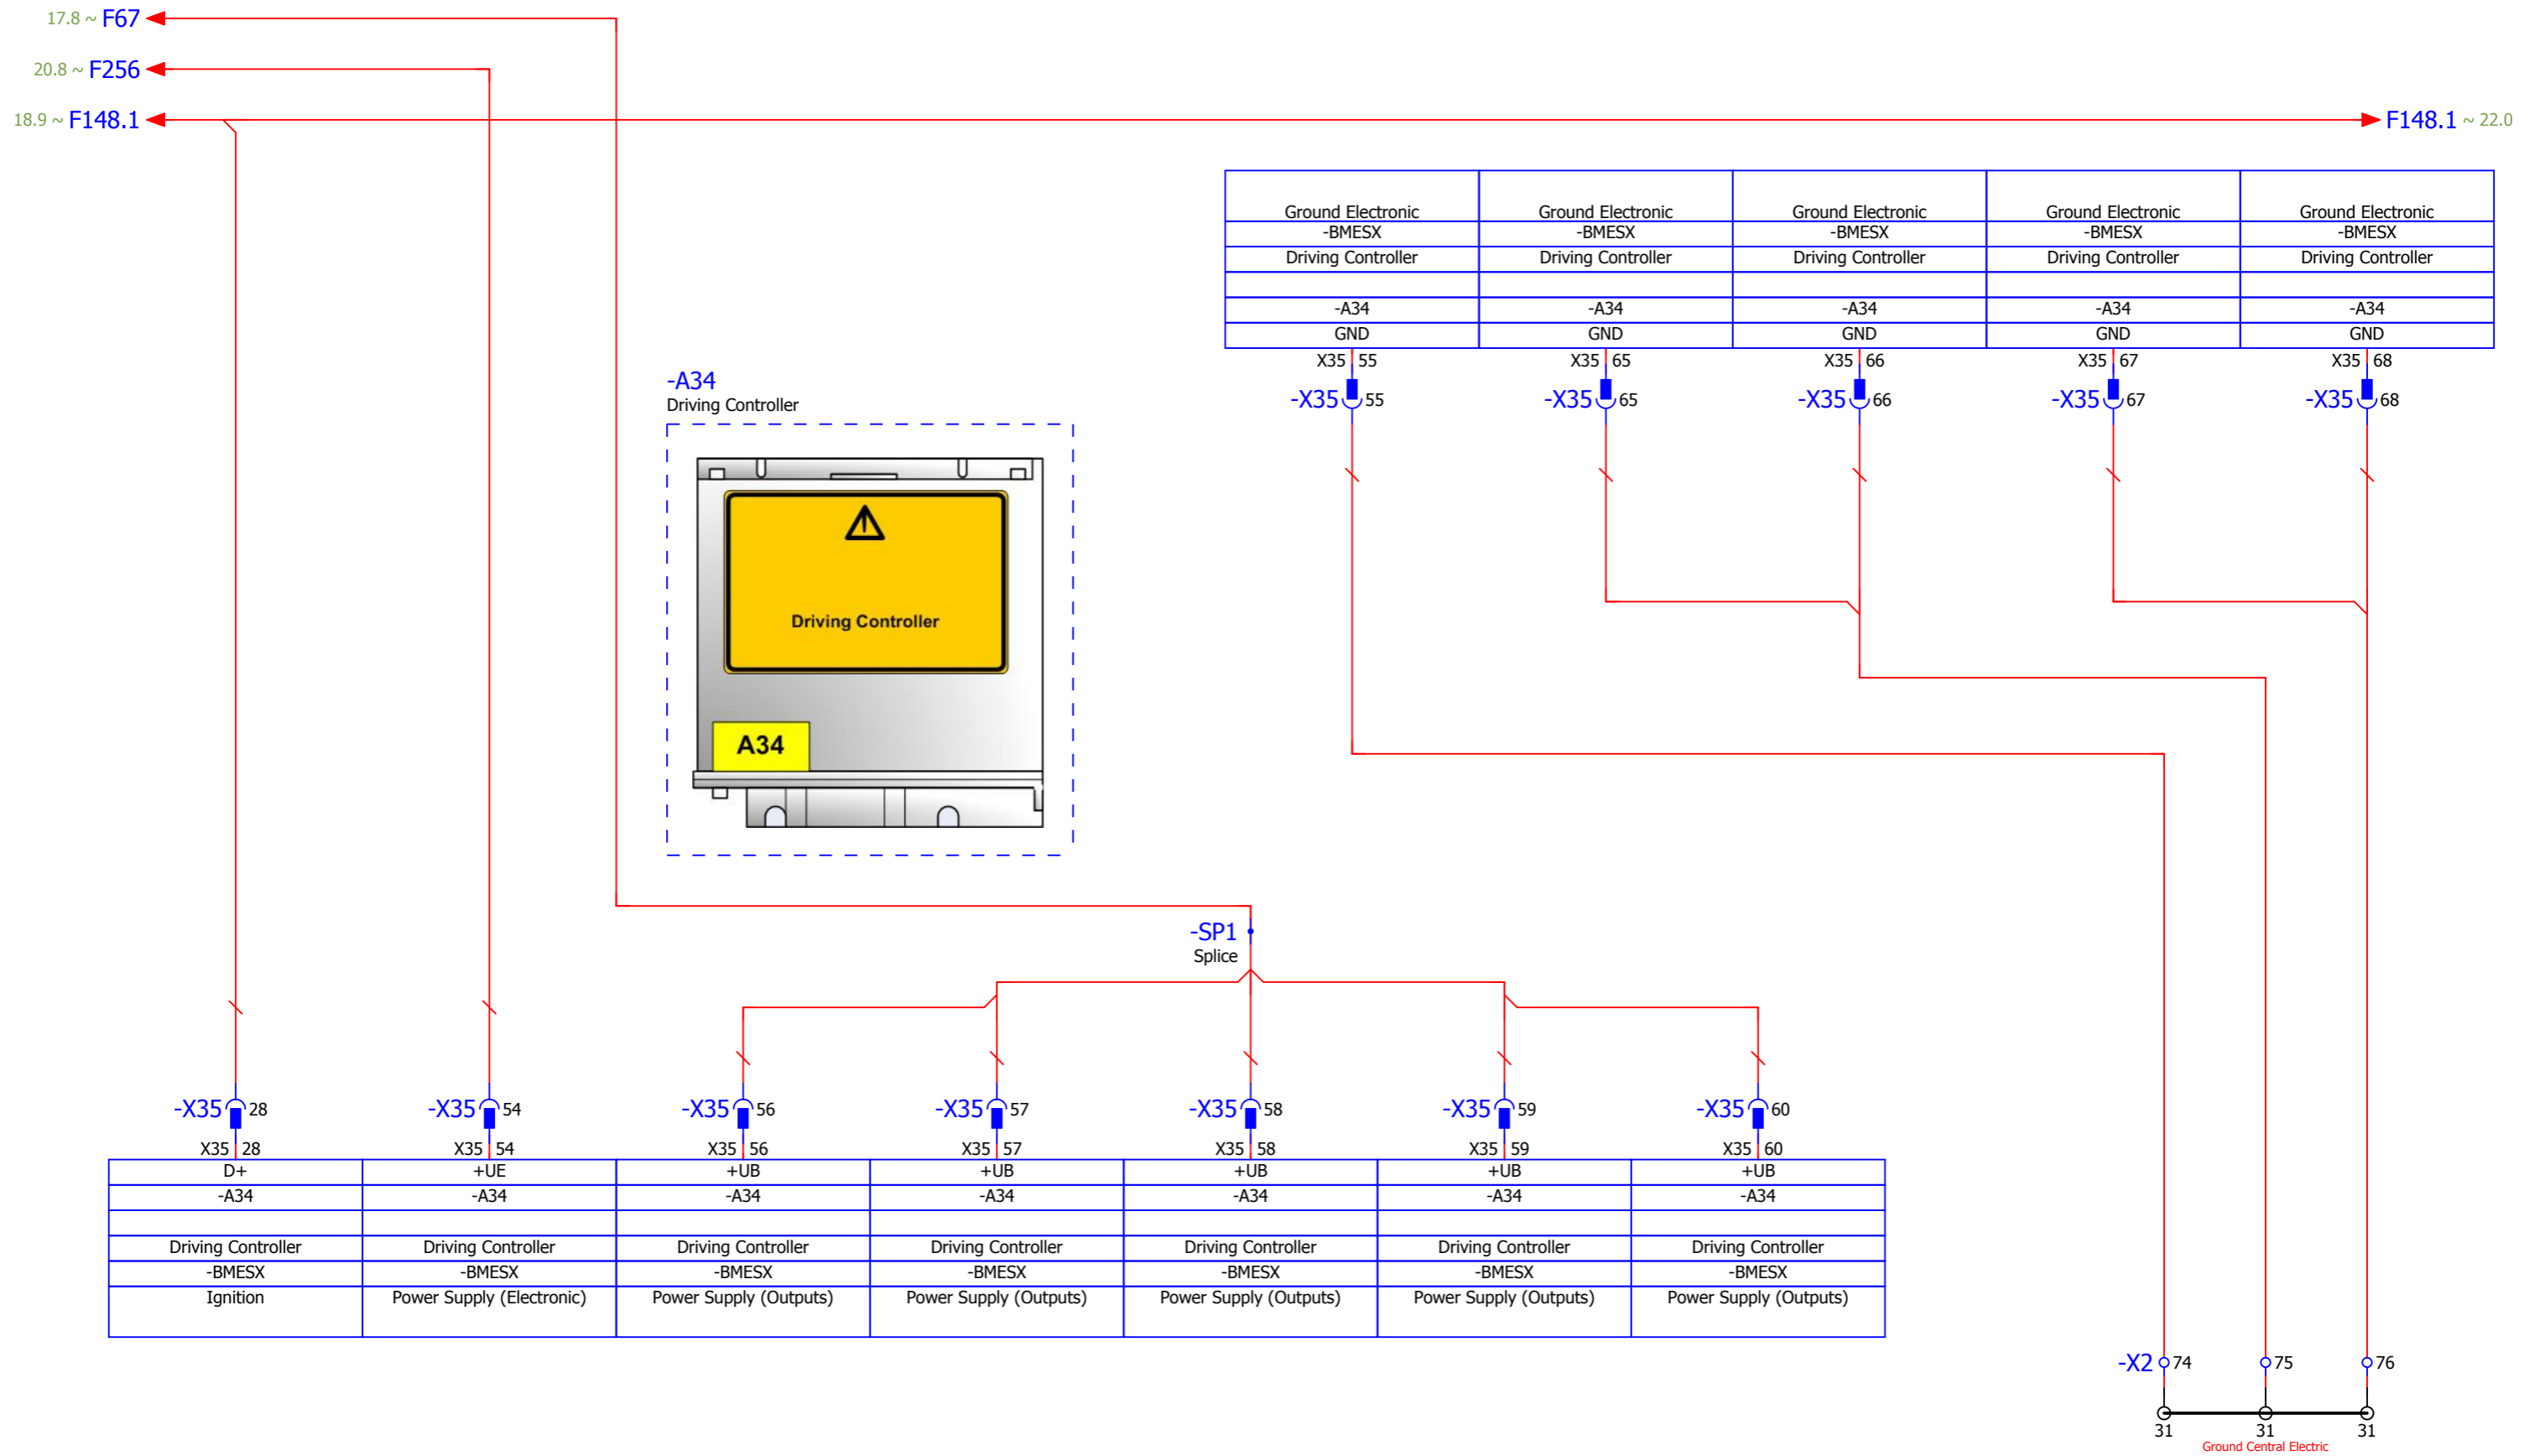 17.8 ~ F67
20.8 ~ F256
18.9 ~ F148.1
F148.1 ~ 22.0
Ground Electronic Ground Electronic Ground Electronic Ground Electronic Ground Electronic
-BMESX -BMESX -BMESX -BMESX -BMESX
Driving Controller Driving Controller Driving Controller Driving Controller Driving Controller
-A34 -A34 -A34 -A34 -A34
GND GND GND GND GND
X35 55 X35 65 X35 66 X35 67 X35 68
-X35 55 -X35 65 -X35 66 -X35 67 -X35 68
-A34
Driving Controller
Driving Controller
A34
-SP1
Splice
-X35 28 -X35 54 -X35 56 -X35 57 -X35 58 -X35 59 -X35 60
X35 28 X35 54 X35 56 X35 57 X35 58 X35 59 X35 60
D+ +UE +UB +UB +UB +UB +UB
-A34 -A34 -A34 -A34 -A34 -A34 -A34
Driving Controller Driving Controller Driving Controller Driving Controller Driving Controller Driving Controller Driving Controller
-BMESX -BMESX -BMESX -BMESX -BMESX -BMESX -BMESX
Ignition Power Supply (Electronic) Power Supply (Outputs) Power Supply (Outputs) Power Supply (Outputs) Power Supply (Outputs) Power Supply (Outputs)
-X2 74 75 76
31 31 31
Ground Central Electric